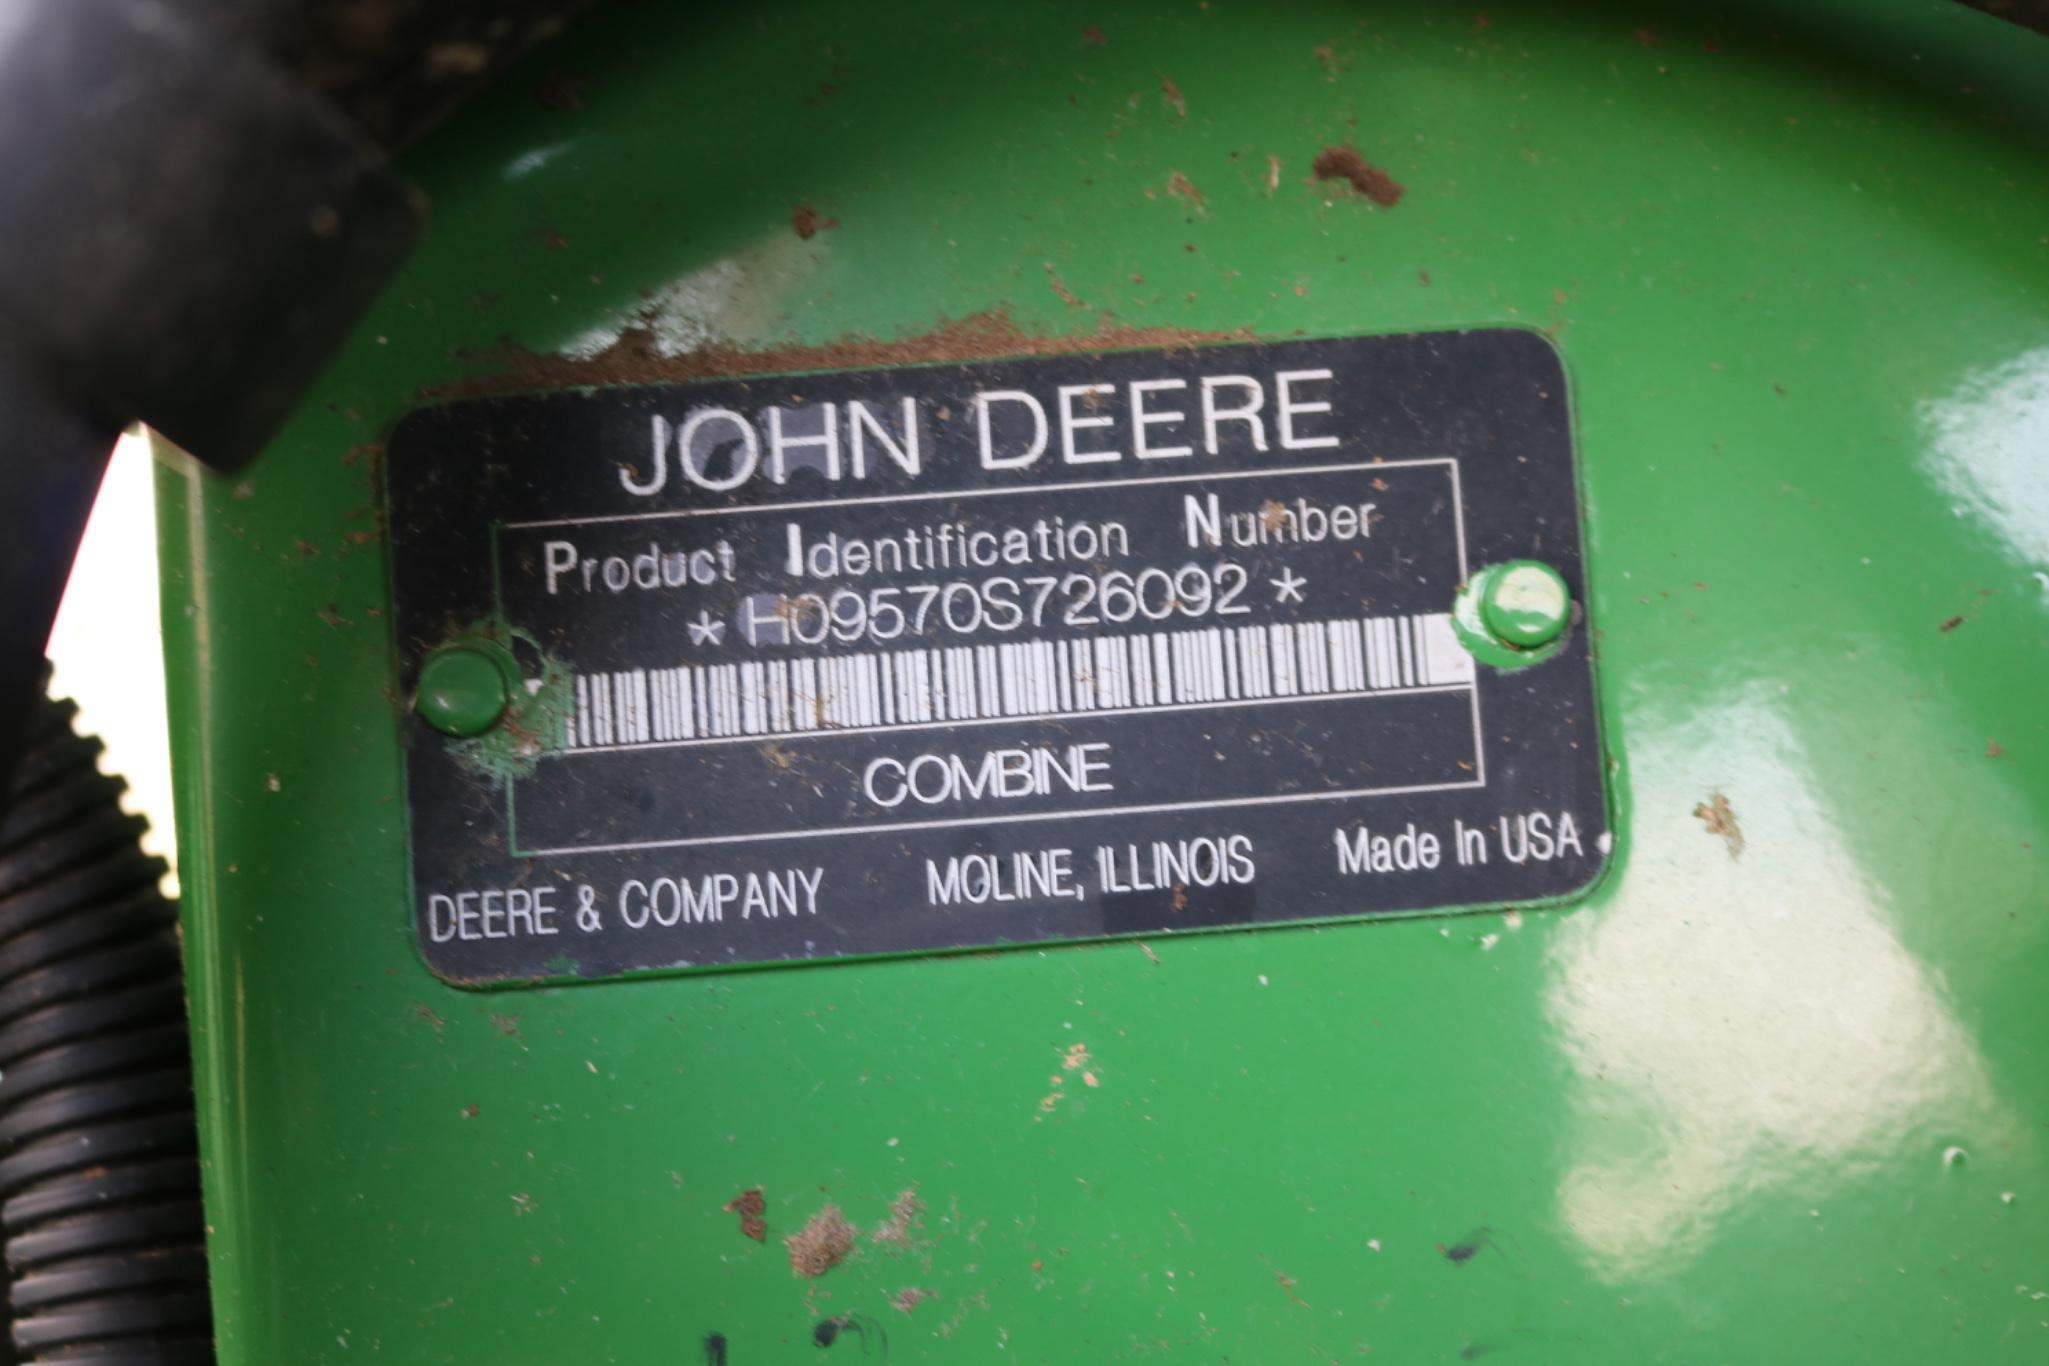 JOHN DEERE
Product Identification Number
*H09570S726092*
COMBINE
DEERE & COMPANY MOLINE, ILLINOIS Made In USA